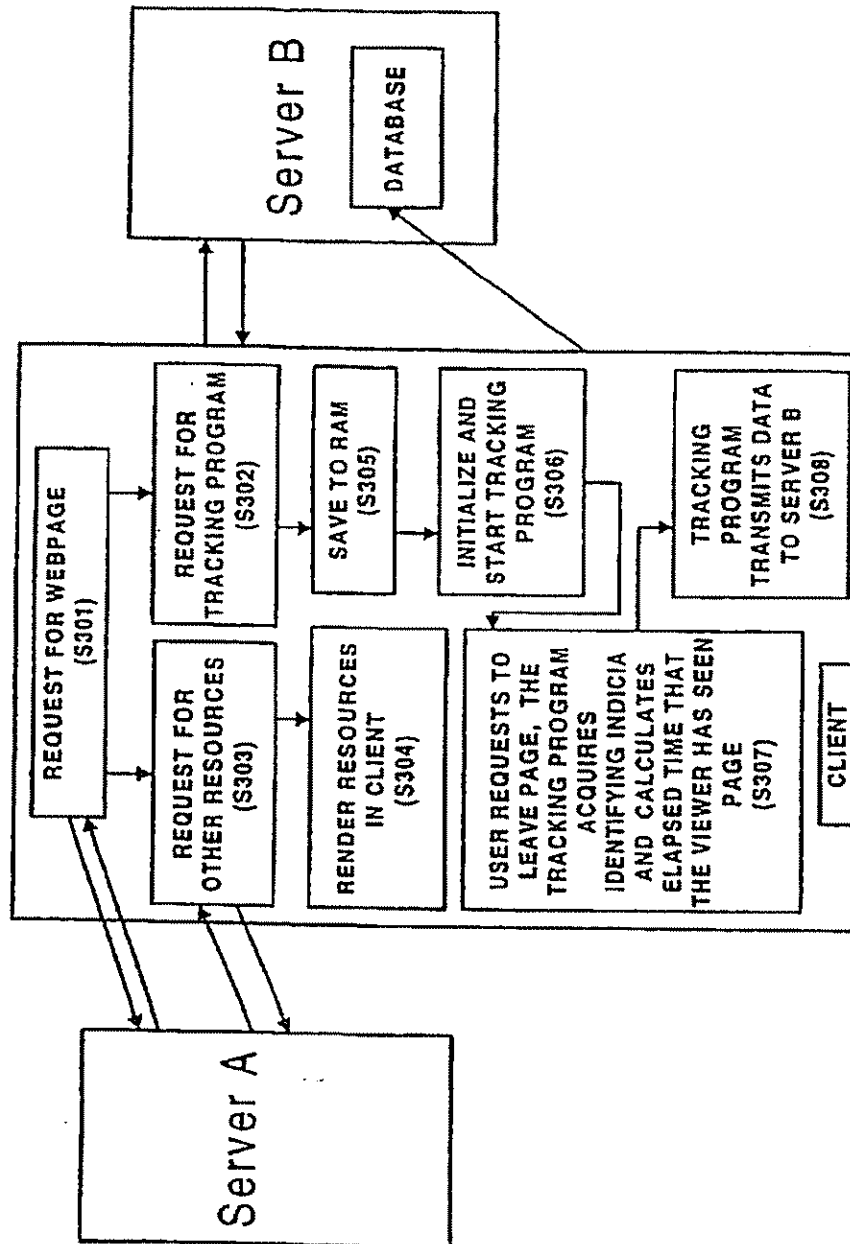 Server A
REQUEST FOR WEBPAGE
(S301)
REQUEST FOR
OTHER RESOURCES
(S303)
REQUEST FOR
TRACKING PROGRAM
(S302)
RENDER RESOURCES
IN CLIENT
(S304)
SAVE TO RAM
(S305)
INITIALIZE AND
START TRACKING
PROGRAM
(S306)
USER REQUESTS TO
LEAVE PAGE, THE
TRACKING PROGRAM
ACQUIRES
IDENTIFYING INDICIA
AND CALCULATES
ELAPSED TIME THAT
THE VIEWER HAS SEEN
PAGE
(S307)
TRACKING
PROGRAM
TRANSMITS DATA
TO SERVER B
(S308)
CLIENT
Server B
DATABASE